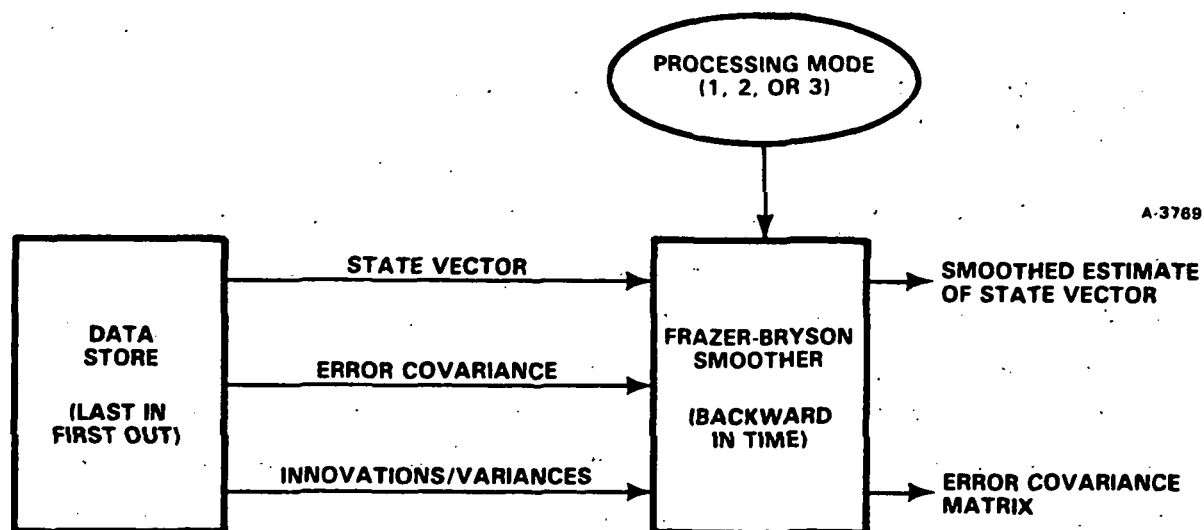 PROCESSING MODE
(1, 2, OR 3)
A-3769
STATE VECTOR
SMOOTHED ESTIMATE
OF STATE VECTOR
DATA
STORE
(LAST IN
FIRST OUT)
FRAZER-BRYSON
SMOOTHER
(BACKWARD
IN TIME)
ERROR COVARIANCE
INNOVATIONS/VARIANCES
ERROR COVARIANCE
MATRIX